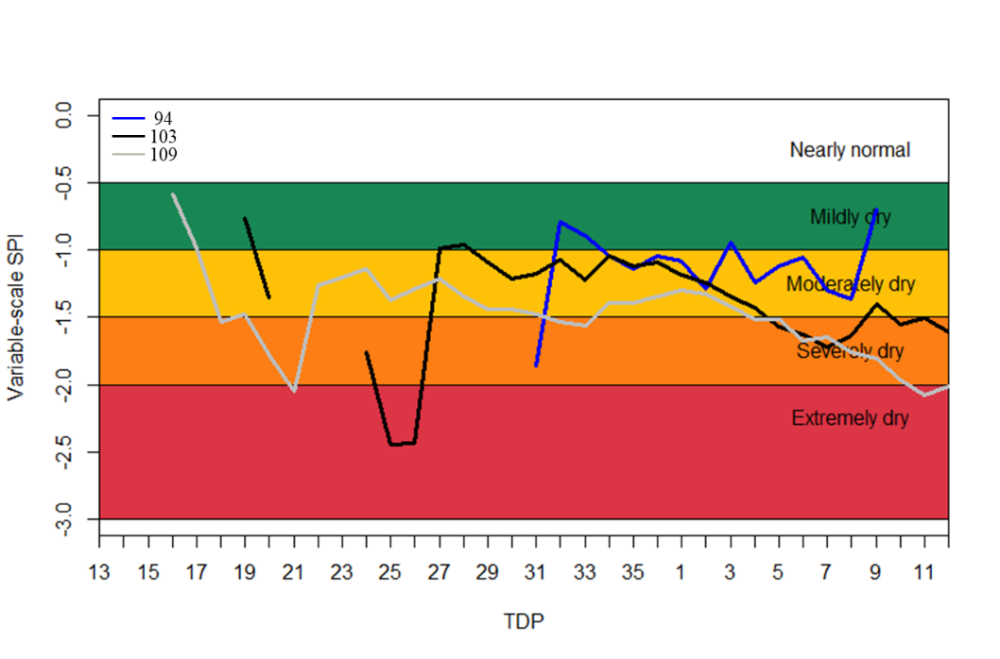 94
103
109
Nearly normal
Mildly dry
Moderately dry
Severely dry
Extremely dry
Variable-scale SPI
0.0
-0.5
-1.0
-1.5
-2.0
-2.5
-3.0
13 15 17 19 21 23 25 27 29 31 33 35 1 3 5 7 9 11
TDP